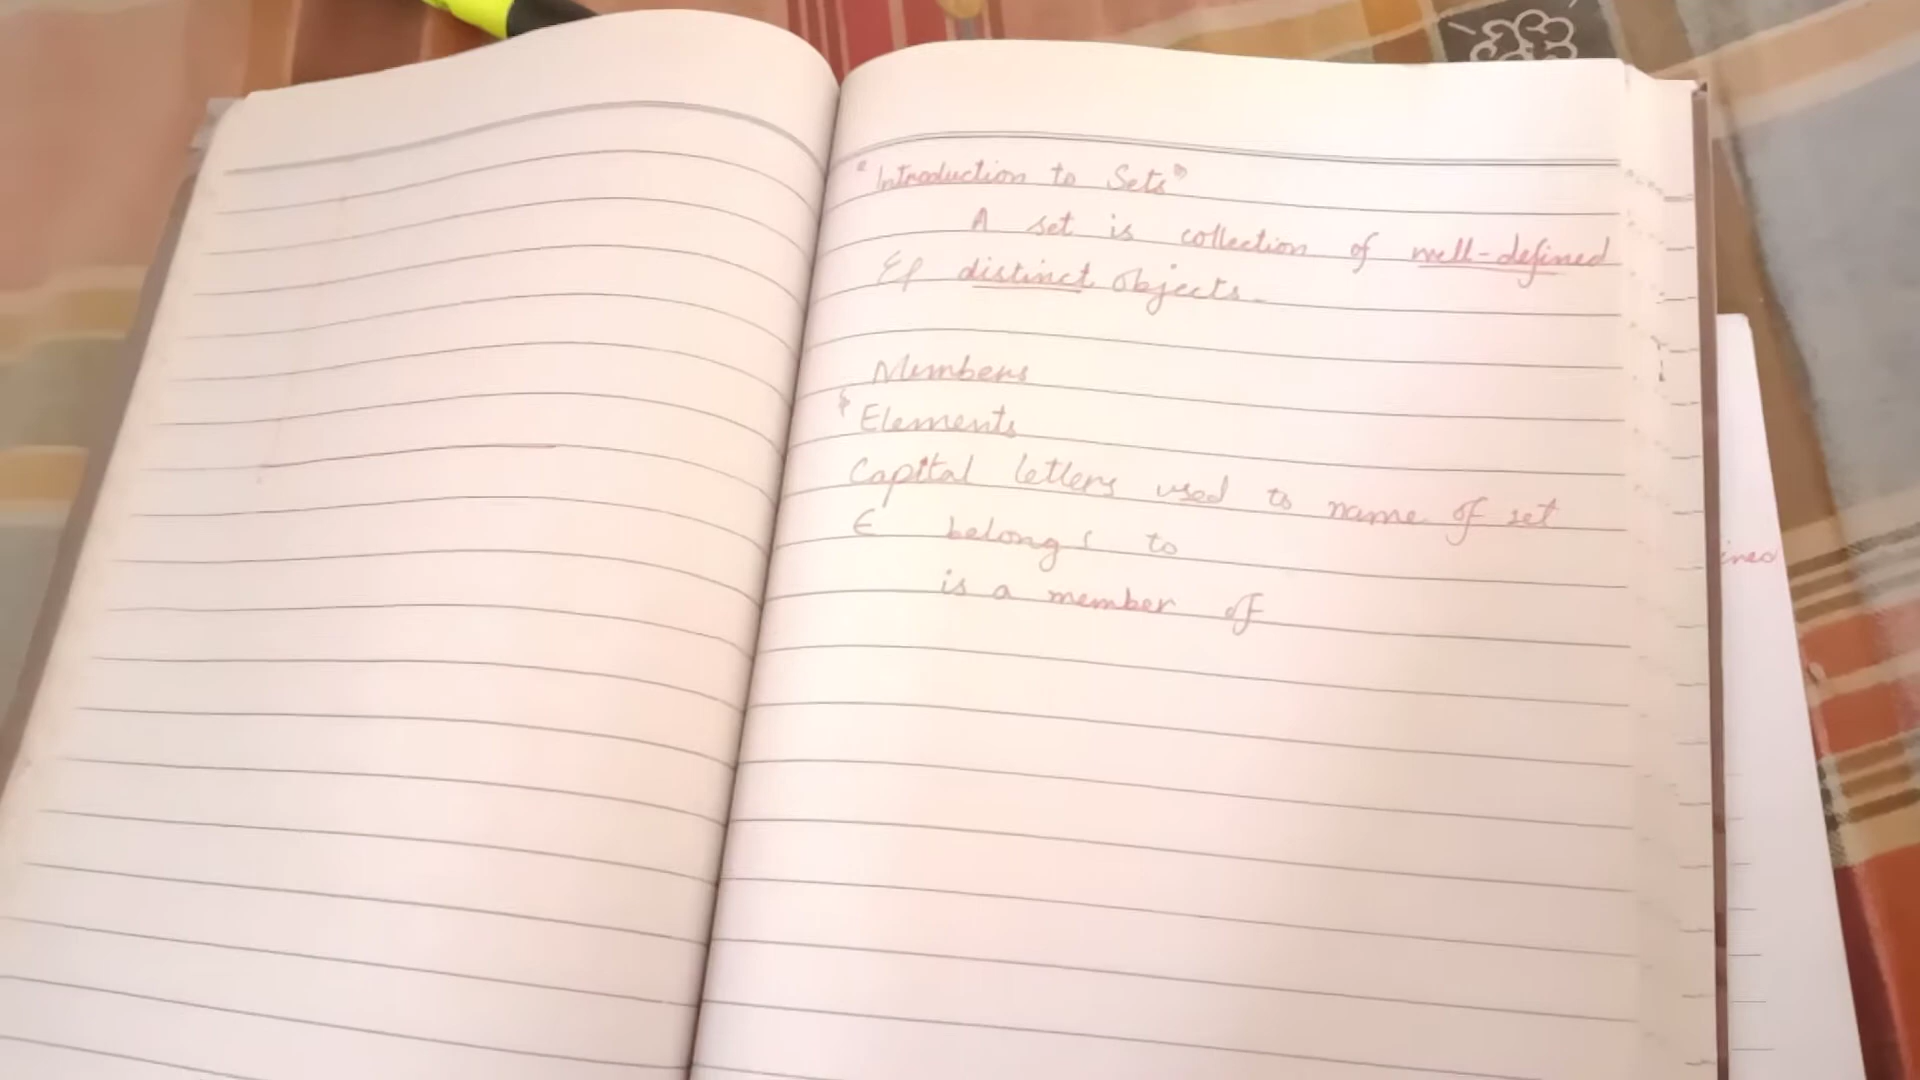 "Introduction to Sets"
A set is collection of well-defined
& distinct objects.
Members
Elements
Capital letters used to name of set
∈ belongs to
is a member of